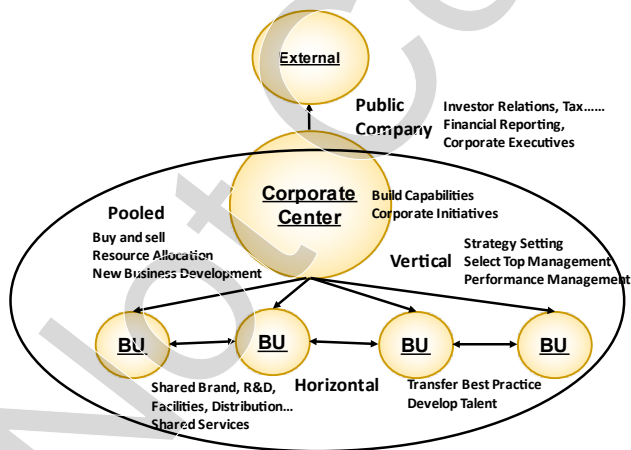 External
Public
Company
Investor Relations, Tax......
Financial Reporting,
Corporate Executives
Corporate
Center
Build Capabilities
Corporate Initiatives
Pooled
Buy and sell
Resource Allocation
New Business Development
Vertical
Strategy Setting
Select Top Management
Performance Management
BU
BU
BU
BU
Shared Brand, R&D,
Facilities, Distribution...
Shared Services
Horizontal
Transfer Best Practice
Develop Talent
Not Co